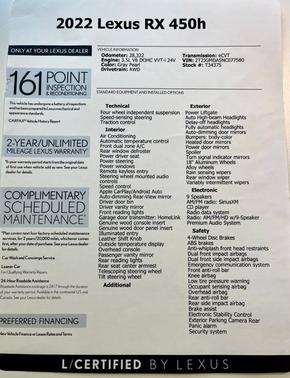 2022 Lexus RX 450h
ONLY AT YOUR LEXUS DEALER
161 POINT
INSPECTION
& RECONDITIONING
This vehicle has undergone a battery of inspections
CARFAX Vehicle History Report
2-YEAR/UNLIMITED
MILEAGE LEXUS WARRANTY
COMPLIMENTARY
SCHEDULED
MAINTENANCE
Car Wash and Concierge Service
Loaner Car
For Qualifying Warranty Repairs
24-Hour Roadside Assistance
PREFERRED FINANCING
VEHICLE INFORMATION
Odometer: 28,322
Engine: 3.5L V6 DOHC VVT-i 24V
Color: Gray Pearl
Drivetrain: AWD
Transmission: eCVT
Stock #: T34375
STANDARD EQUIPMENT AND INSTALLED OPTIONS
Technical
Four wheel independent suspension
Speed-sensing steering
Traction control
Interior
Air Conditioning
Automatic temperature control
Front dual zone A/C
Rear window defroster
Power driver seat
Power steering
Power windows
Remote keyless entry
Steering wheel mounted audio
controls
Speed control
Apple CarPlay/Android Auto
Auto-dimming Rear-View mirror
Driver door bin
Driver vanity mirror
Front reading lights
Garage door transmitter: HomeLink
Genuine wood console insert
Genuine wood door panel insert
Illuminated entry
Leather Shift Knob
Outside temperature display
Overhead console
Passenger vanity mirror
Rear reading lights
Rear seat center armrest
Telescoping steering wheel
Tilt steering wheel
Additional
Exterior
Power Liftgate
Auto High-beam Headlights
Delay-off headlights
Fully automatic headlights
Auto-dimming door mirrors
Bumpers: body-color
Heated door mirrors
Power door mirrors
Spoiler
Turn signal indicator mirrors
18" Aluminum Wheels
Alloy wheels
Rain sensing wipers
Rear window wiper
Variably intermittent wipers
Electronic
9 Speakers
AM/FM radio: SiriusXM
CD player
Radio data system
Radio: AM/FM/HD w/9-Speaker
Premium Audio System
Safety
4-Wheel Disc Brakes
ABS brakes
Anti-whiplash front head restraints
Dual front impact airbags
Dual front side impact airbags
Emergency communication system
Front anti-roll bar
Knee airbag
Low tire pressure warning
Occupant sensing airbag
Overhead airbag
Rear anti-roll bar
Rear side impact airbag
Brake assist
Electronic Stability Control
Exterior Parking Camera Rear
Panic alarm
Security system
L/CERTIFIED BY LEXUS